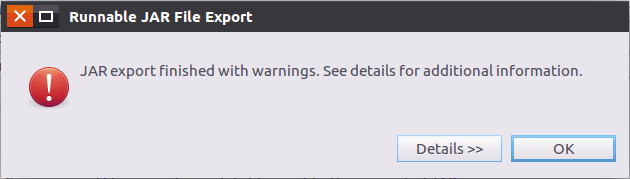 Runnable JAR File Export
JAR export finished with warnings. See details for additional information.
Details >>
OK